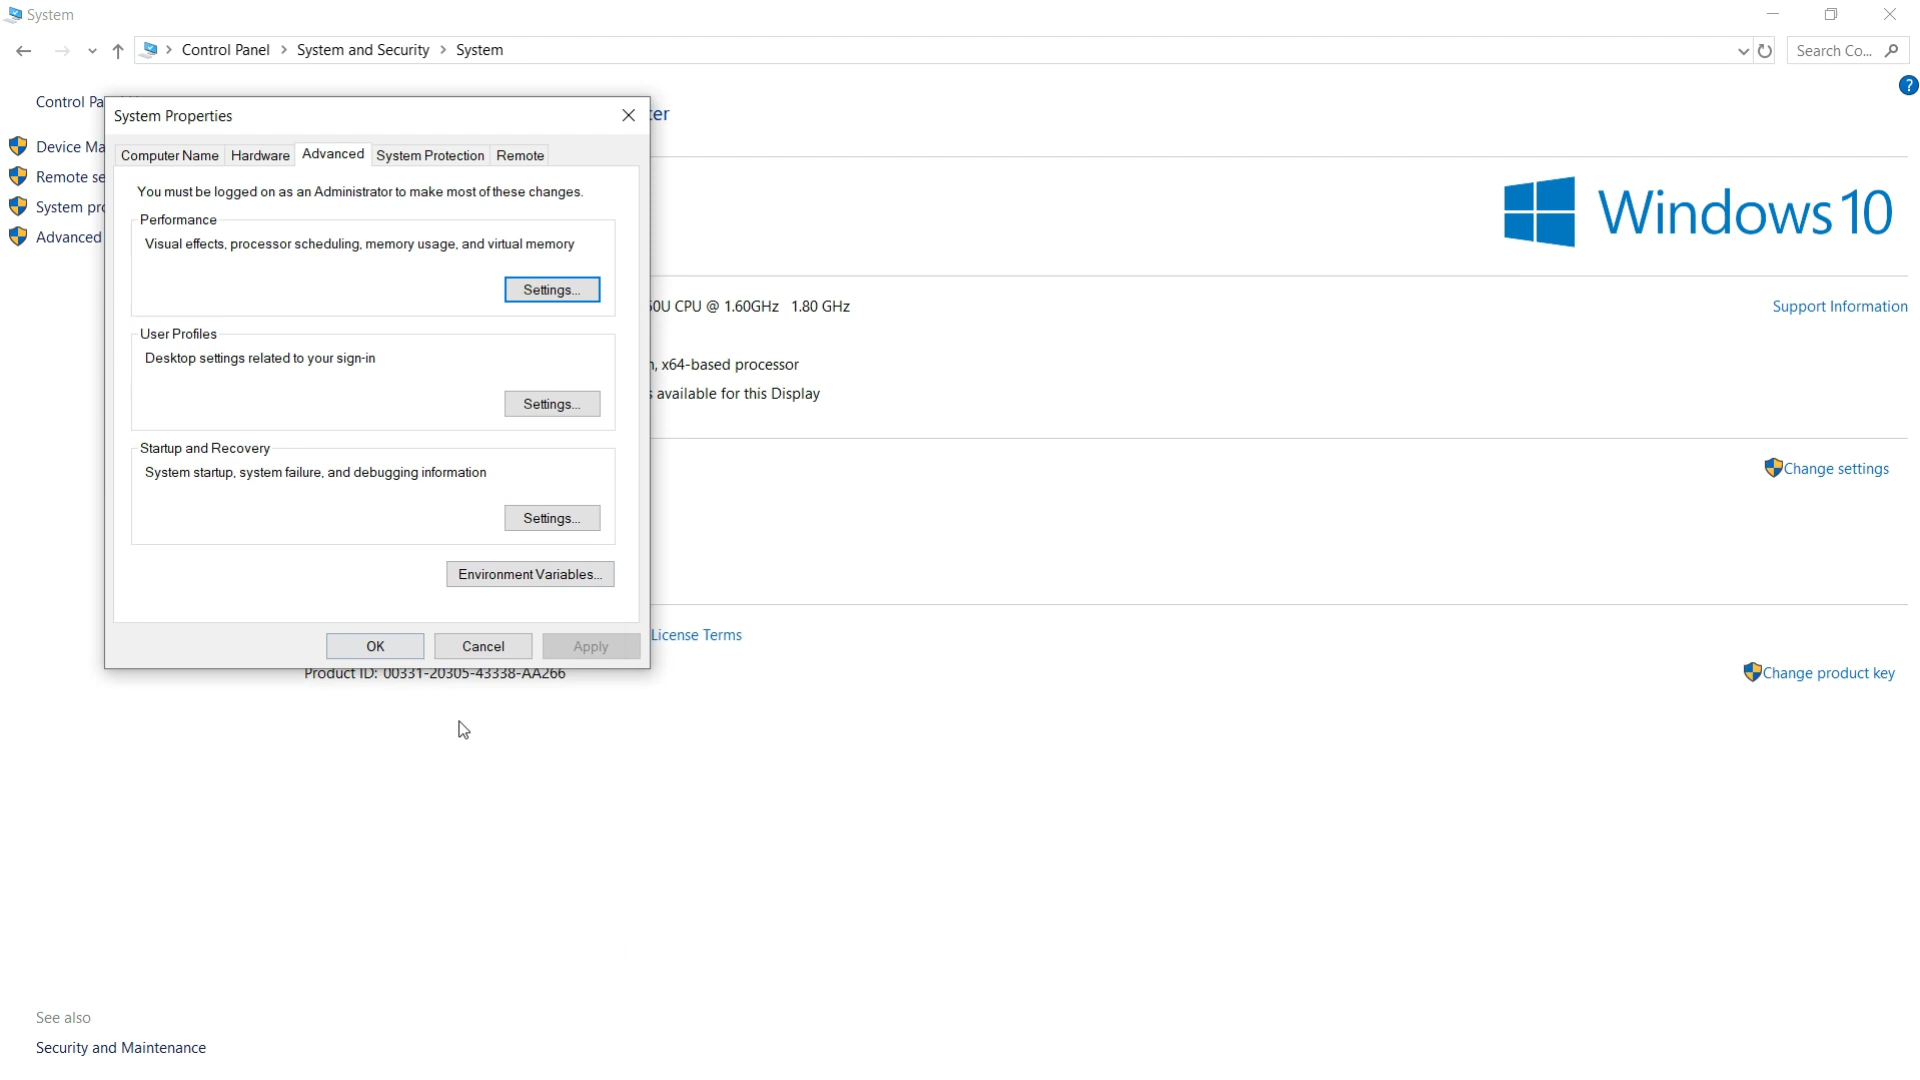 System
Control Panel > System and Security > System
Search Co...
?
System Properties
Computer Name Hardware Advanced System Protection Remote
You must be logged on as an Administrator to make most of these changes.
Performance
Visual effects, processor scheduling, memory usage, and virtual memory
Settings...
User Profiles
Desktop settings related to your sign-in
Settings...
Startup and Recovery
System startup, system failure, and debugging information
Settings...
Environment Variables...
OK Cancel Apply
Control Pa
Device Ma
Remote se
System pro
Advanced
ter
Windows 10
50U CPU @ 1.60GHz 1.80 GHz
Support Information
, x64-based processor
available for this Display
Change settings
License Terms
Product ID: 00331-20305-43338-AA266
Change product key
See also
Security and Maintenance